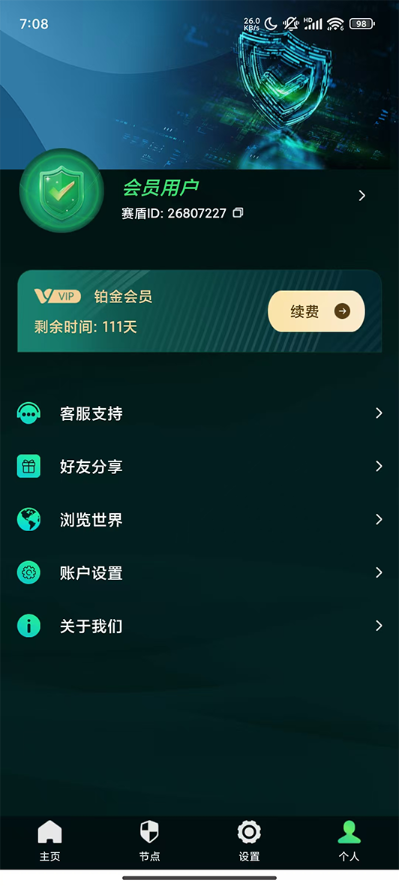 7:08
26.0
KB/s
HD
6
98
会员用户
赛盾ID: 26807227
VIP
铂金会员
剩余时间: 111天
续费
客服支持
好友分享
浏览世界
账户设置
关于我们
主页
节点
设置
个人